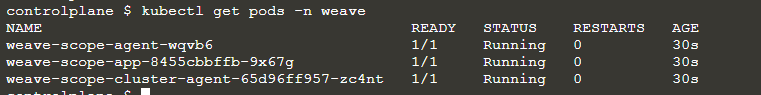 controlplane $ kubectl get pods -n weave
NAME READY STATUS RESTARTS AGE
weave-scope-agent-wqvb6 1/1 Running 0 30s
weave-scope-app-8455cbbffb-9x67g 1/1 Running 0 30s
weave-scope-cluster-agent-65d96ff957-zc4nt 1/1 Running 0 30s
controlplane $